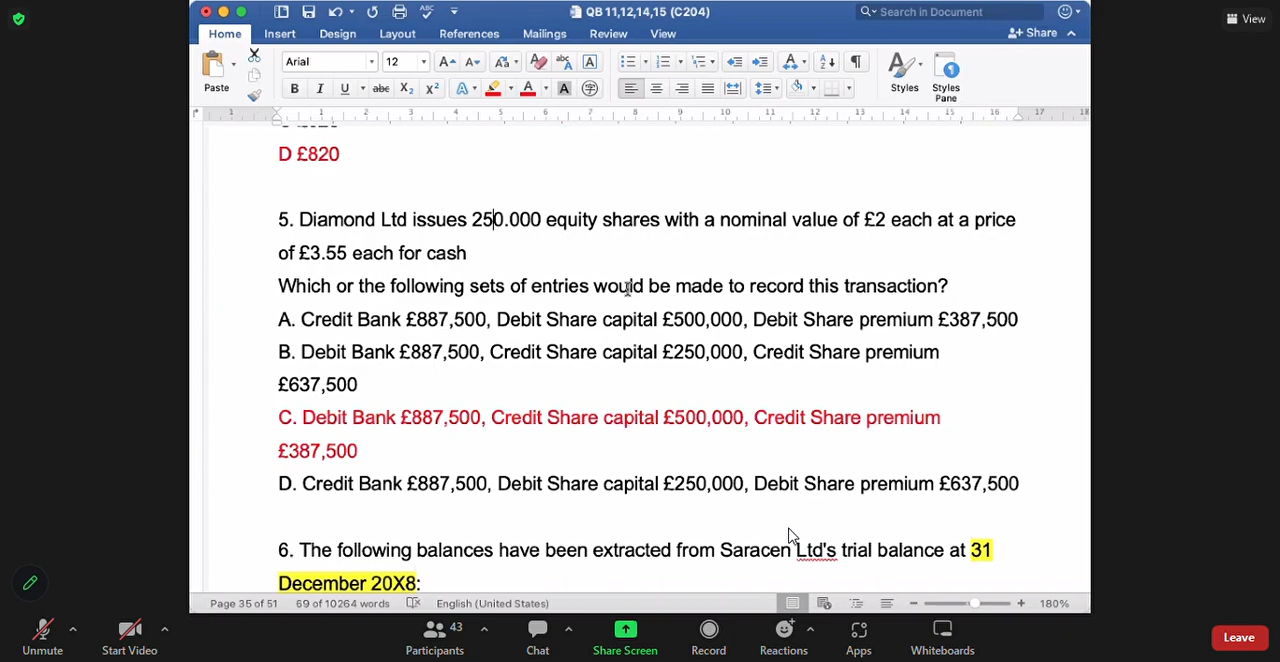 QB 11,12,14,15 (C204)
Search in Document
View
Home Insert Design Layout References Mailings Review View
Share
Paste
Arial
12
Styles
Styles Pane
D £820
5. Diamond Ltd issues 250.000 equity shares with a nominal value of £2 each at a price
of £3.55 each for cash
Which or the following sets of entries would be made to record this transaction?
A. Credit Bank £887,500, Debit Share capital £500,000, Debit Share premium £387,500
B. Debit Bank £887,500, Credit Share capital £250,000, Credit Share premium
£637,500
C. Debit Bank £887,500, Credit Share capital £500,000, Credit Share premium
£387,500
D. Credit Bank £887,500, Debit Share capital £250,000, Debit Share premium £637,500
6. The following balances have been extracted from Saracen Ltd's trial balance at 31
December 20X8:
Page 35 of 51 69 of 10264 words English (United States) 180%
Unmute Start Video Participants 43 Chat Share Screen Record Reactions Apps Whiteboards Leave